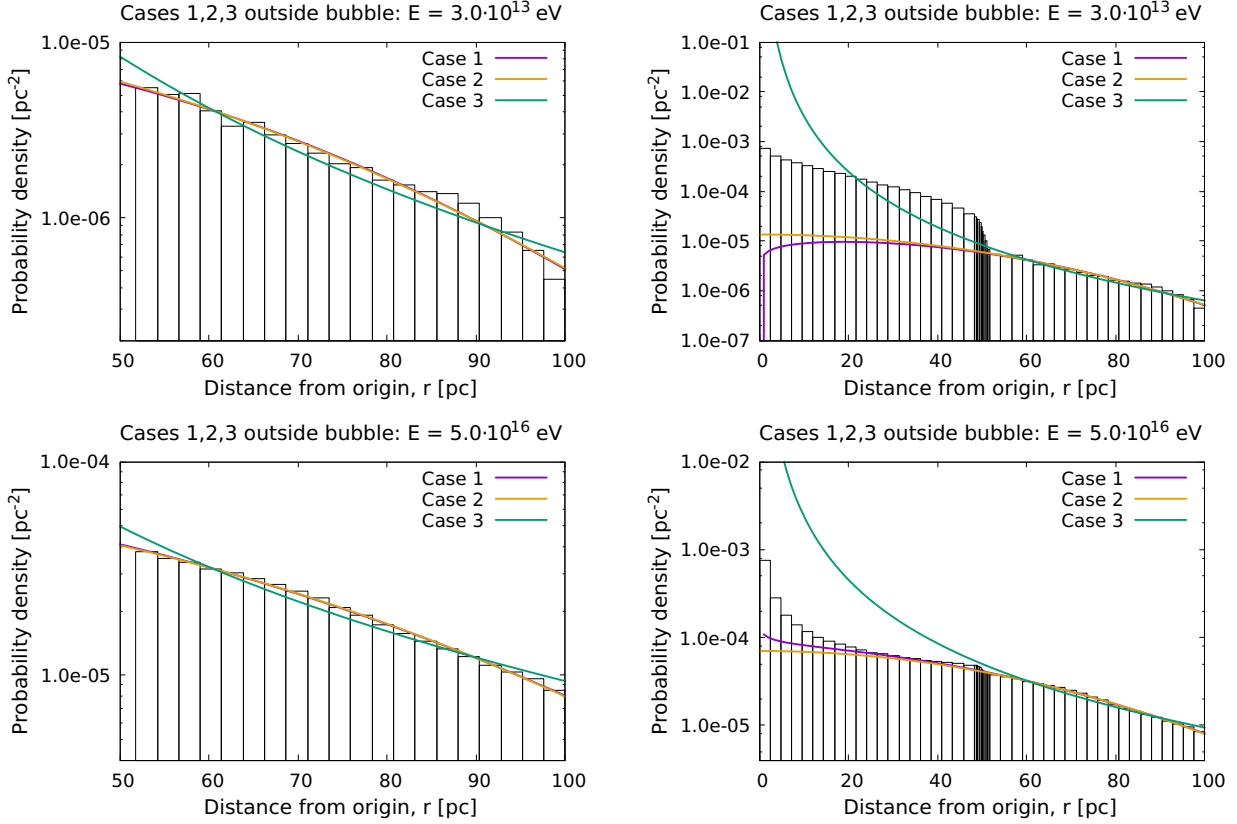 Cases 1,2,3 outside bubble: E = 3.0·10¹³ eV
Probability density [pc⁻²]
1.0e-05
1.0e-06
Case 1
Case 2
Case 3
50 60 70 80 90 100
Distance from origin, r [pc]
Cases 1,2,3 outside bubble: E = 3.0·10¹³ eV
Probability density [pc⁻²]
1.0e-01
1.0e-02
1.0e-03
1.0e-04
1.0e-05
1.0e-06
1.0e-07
Case 1
Case 2
Case 3
0 20 40 60 80 100
Distance from origin, r [pc]
Cases 1,2,3 outside bubble: E = 5.0·10¹⁶ eV
Probability density [pc⁻²]
1.0e-04
1.0e-05
Case 1
Case 2
Case 3
50 60 70 80 90 100
Distance from origin, r [pc]
Cases 1,2,3 outside bubble: E = 5.0·10¹⁶ eV
Probability density [pc⁻²]
1.0e-02
1.0e-03
1.0e-04
1.0e-05
Case 1
Case 2
Case 3
0 20 40 60 80 100
Distance from origin, r [pc]